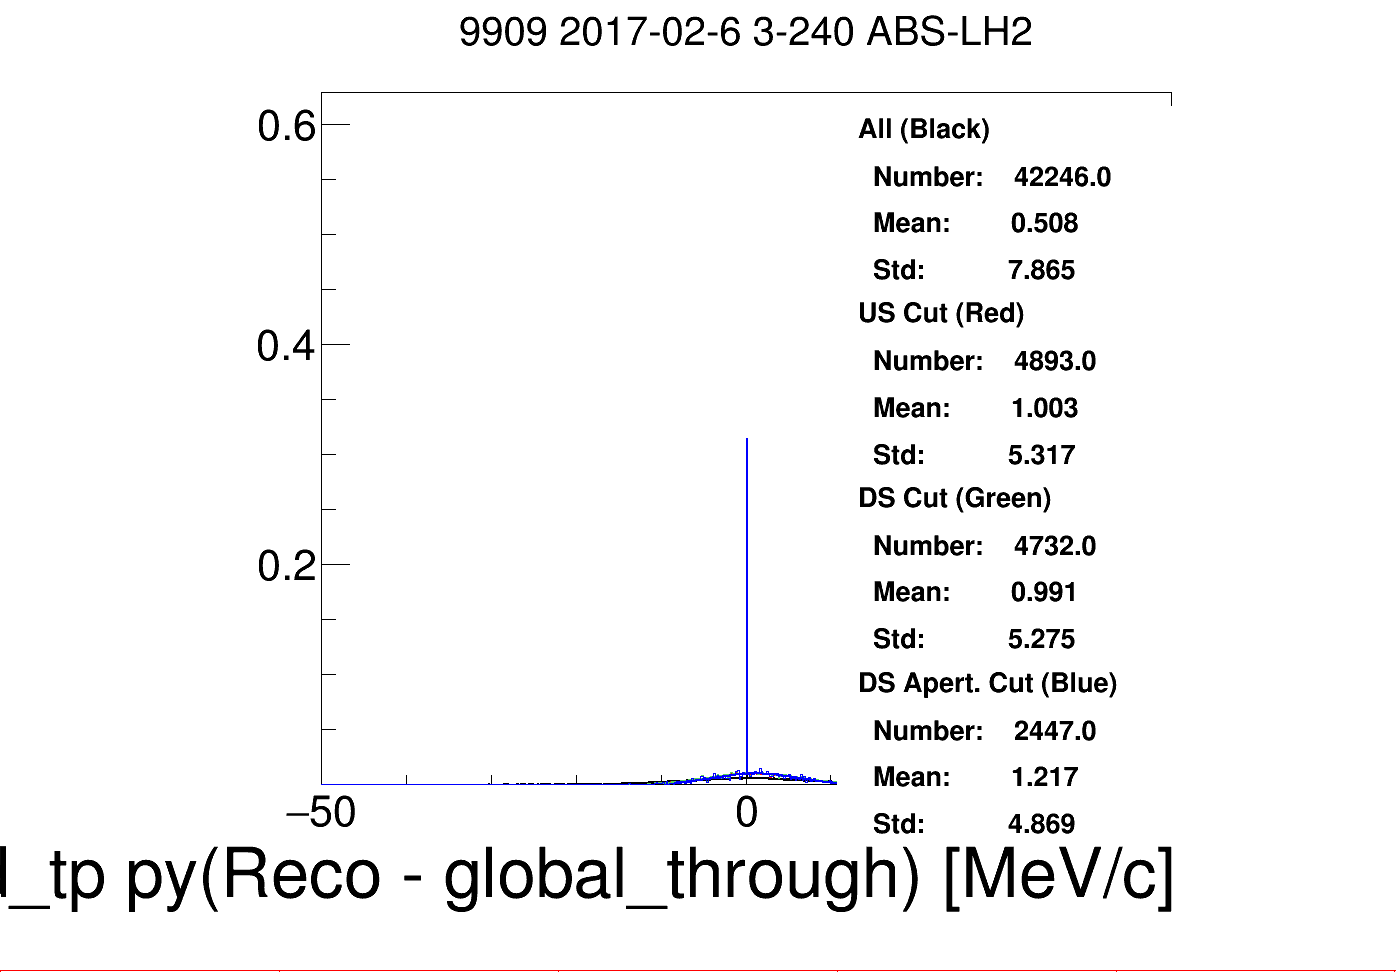 9909 2017-02-6 3-240 ABS-LH2
0.6
0.4
0.2
−50
0
All (Black)
Number: 42246.0
Mean: 0.508
Std: 7.865
US Cut (Red)
Number: 4893.0
Mean: 1.003
Std: 5.317
DS Cut (Green)
Number: 4732.0
Mean: 0.991
Std: 5.275
DS Apert. Cut (Blue)
Number: 2447.0
Mean: 1.217
Std: 4.869
_tp py(Reco - global_through) [MeV/c]